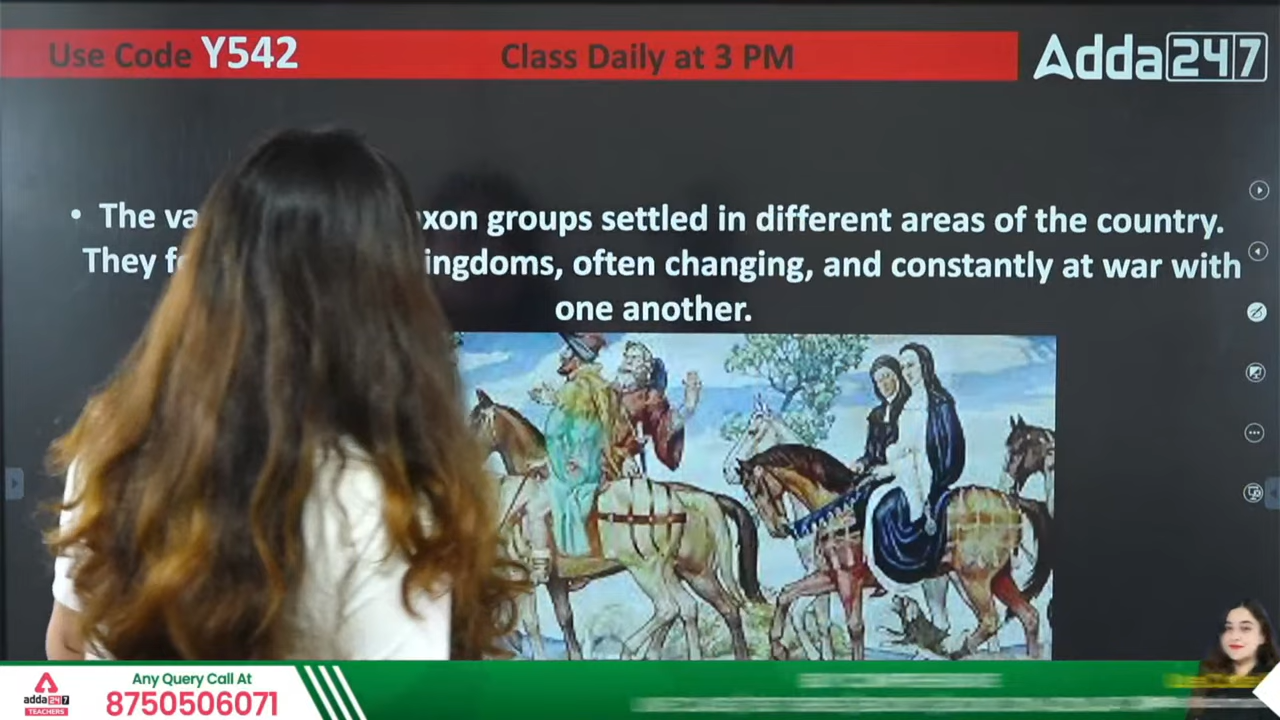 Use Code Y542 Class Daily at 3 PM Adda247
• The va xon groups settled in different areas of the country.
They f ingdoms, often changing, and constantly at war with
one another.
Any Query Call At
8750506071
adda247
TEACHERS